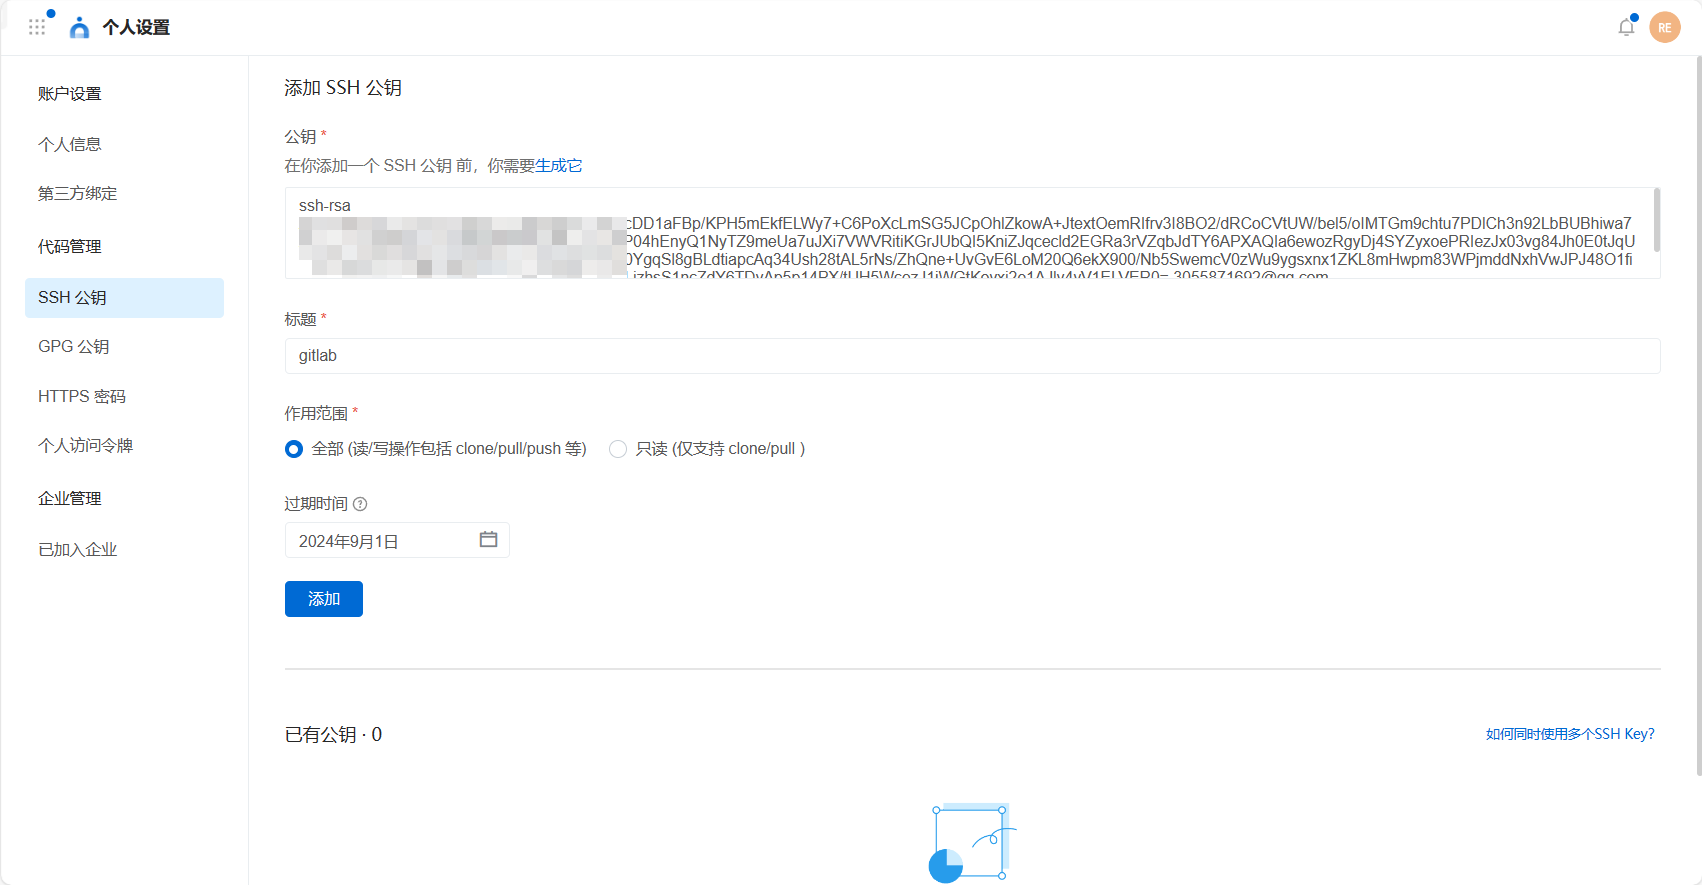 个人设置
RE
账户设置
个人信息
第三方绑定
代码管理
SSH 公钥
GPG 公钥
HTTPS 密码
个人访问令牌
企业管理
已加入企业
添加 SSH 公钥
公钥 *
在你添加一个 SSH 公钥 前，你需要生成它
ssh-rsa
cDD1aFBp/KPH5mEkfELWy7+C6PoXcLmSG5JCpOhlZkowA+JtextOemRIfrv3I8BO2/dRCoCVtUW/bel5/oIMTGm9chtu7PDlCh3n92LbBUBhiwa7
P04hEnyQ1NyTZ9meUa7uJXi7VWVRitiKGrJUbQI5KniZJqcecld2EGRa3rVZqbJdTY6APXAQla6ewozRgyDj4SYZyxoePRIezJx03vg84Jh0E0tJqU
0YgqSl8gBLdtiapcAq34Ush28tAL5rNs/ZhQne+UvGvE6LoM20Q6ekX900/Nb5SwemcV0zWu9ygsxnx1ZKL8mHwpm83WPjmddNxhVwJPJ48O1fi
标题 *
gitlab
作用范围 *
全部 (读/写操作包括 clone/pull/push 等) 只读 (仅支持 clone/pull )
过期时间
2024年9月1日
添加
已有公钥 · 0
如何同时使用多个SSH Key?